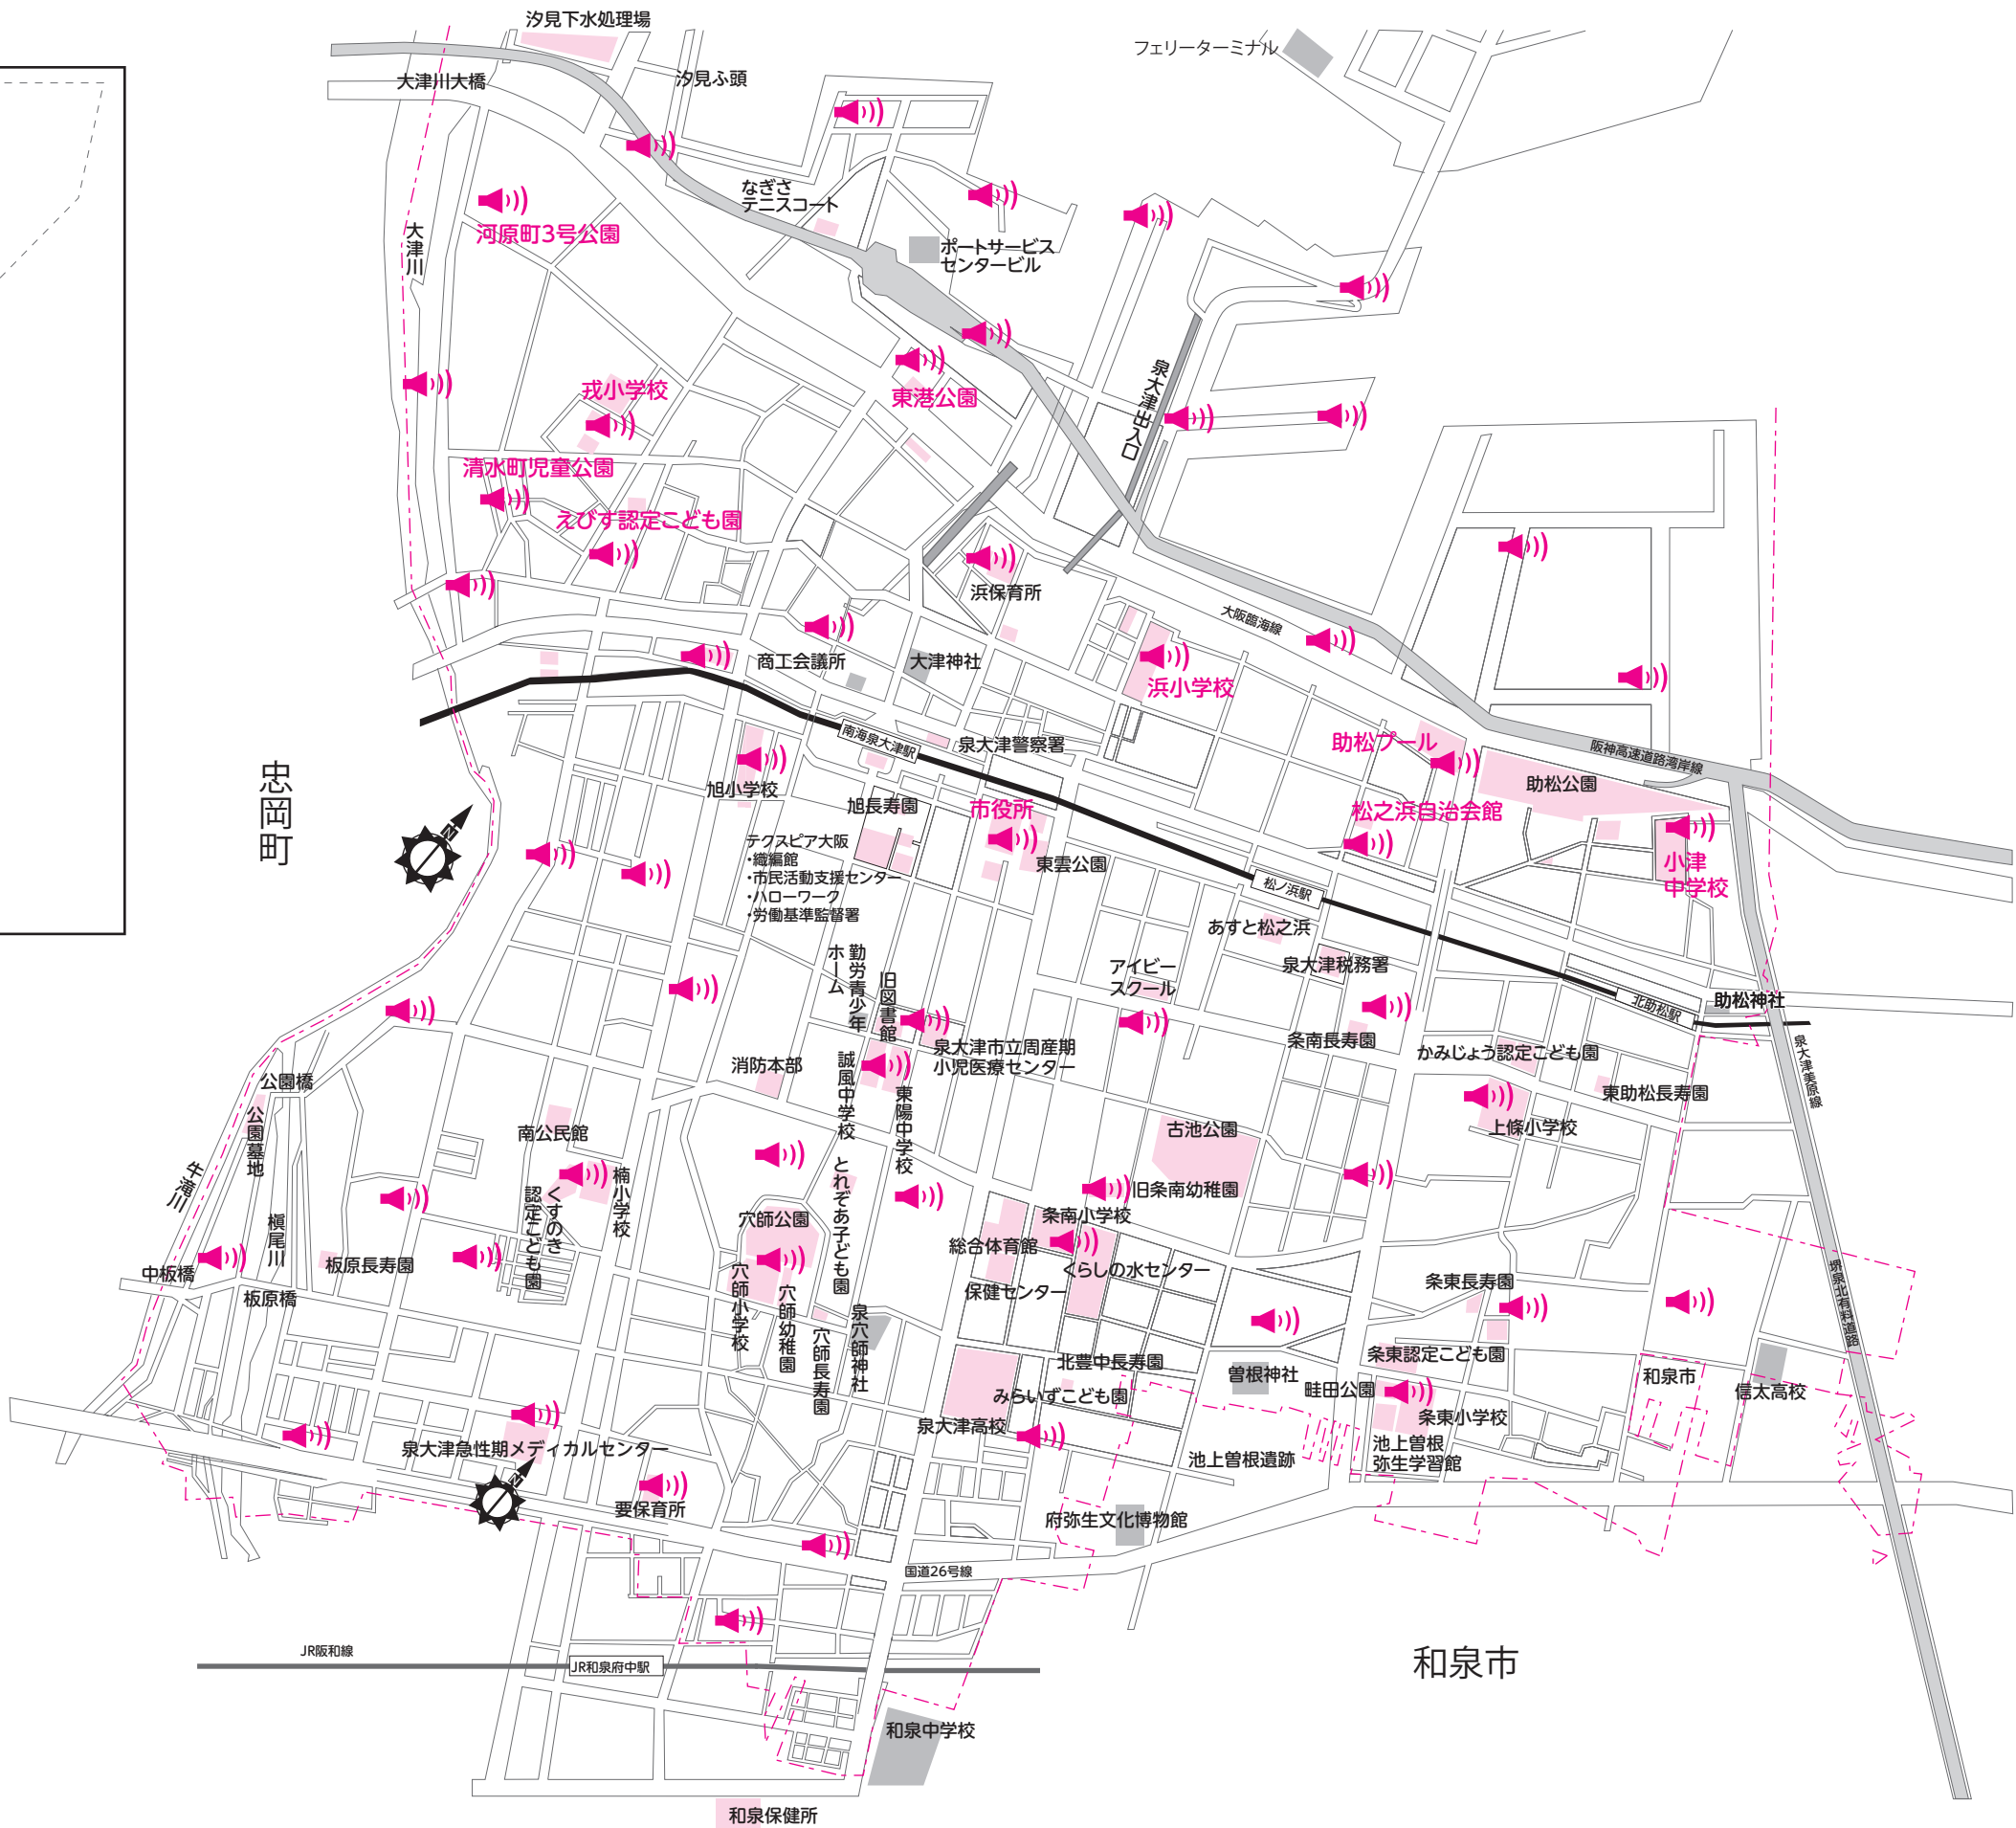 汐見下水処理場
フェリーターミナル
大津川大橋
汐見ふ頭
なぎさ
テニスコート
河原町3号公園
大津川
ポートサービス
センタービル
泉大津出入口
戎小学校
東港公園
清水町児童公園
えびす認定こども園
浜保育所
大阪臨海線
商工会議所
大津神社
浜小学校
南海泉大津駅
泉大津警察署
助松プール
阪神高速道路湾岸線
助松公園
忠岡町
旭小学校
旭長寿園
市役所
松之浜自治会館
N
テクスピア大阪
・織編館
・市民活動支援センター
・ハローワーク
・労働基準監督署
東雲公園
小津
中学校
松ノ浜駅
あすと松之浜
泉大津税務署
勤労青少年
ホーム
旧図書館
アイビー
スクール
北助松駅
助松神社
泉大津美原線
条南長寿園
かみじょう認定こども園
消防本部
誠風中学校
泉大津市立周産期
小児医療センター
東陽中学校
東助松長寿園
公園橋
公園墓地
南公民館
古池公園
上條小学校
牛滝川
槇尾川
くすのき
認定こども園
楠小学校
とれぞあ子ども園
旧条南幼稚園
穴師公園
条南小学校
総合体育館
くらしの水センター
中板橋
板原長寿園
板原橋
穴師小学校
穴師幼稚園
穴師長寿園
泉穴師神社
保健センター
条東長寿園
堺泉北有料道路
北豊中長寿園
みらいずこども園
曽根神社
条東認定こども園
畦田公園
和泉市
信太高校
泉大津高校
条東小学校
泉大津急性期メディカルセンター
池上曽根遺跡
池上曽根
弥生学習館
N
要保育所
府弥生文化博物館
国道26号線
JR阪和線
JR和泉府中駅
和泉市
和泉中学校
和泉保健所